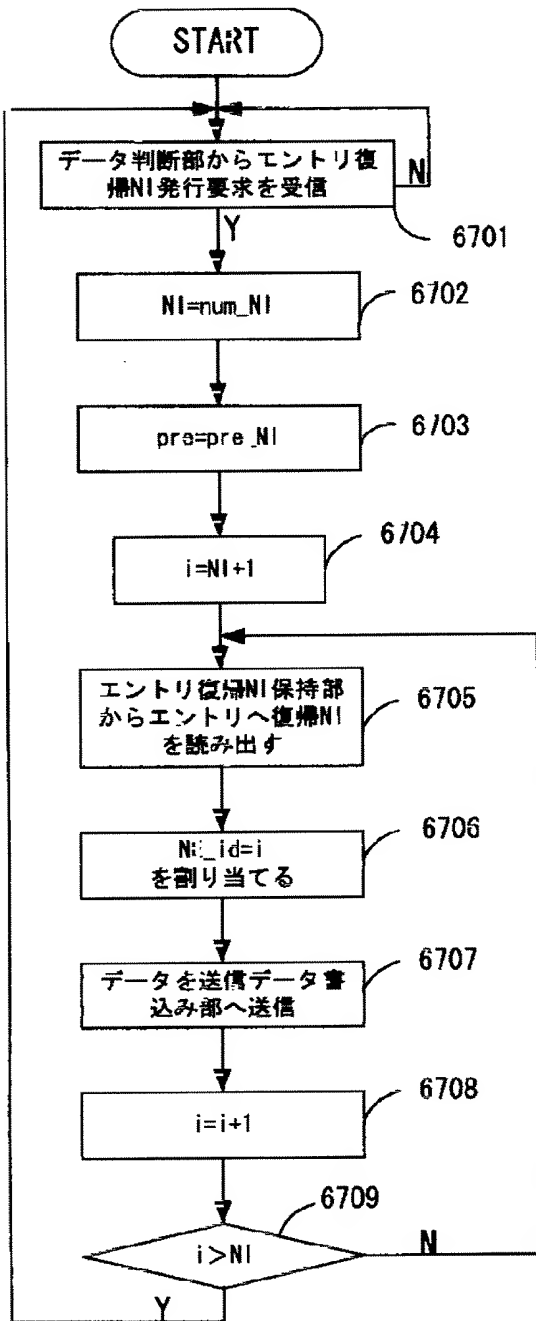 START
データ判断部からエントリ復
帰NI発行要求を受信
N
Y
6701
NI=num_NI
6702
pre=pre_NI
6703
i=NI+1
6704
エントリ復帰NI保持部
からエントリへ復帰NI
を読み出す
6705
NE_id=i
を割り当てる
6706
データを送信データ書
込み部へ送信
6707
i=i+1
6708
6709
i>NI
N
Y